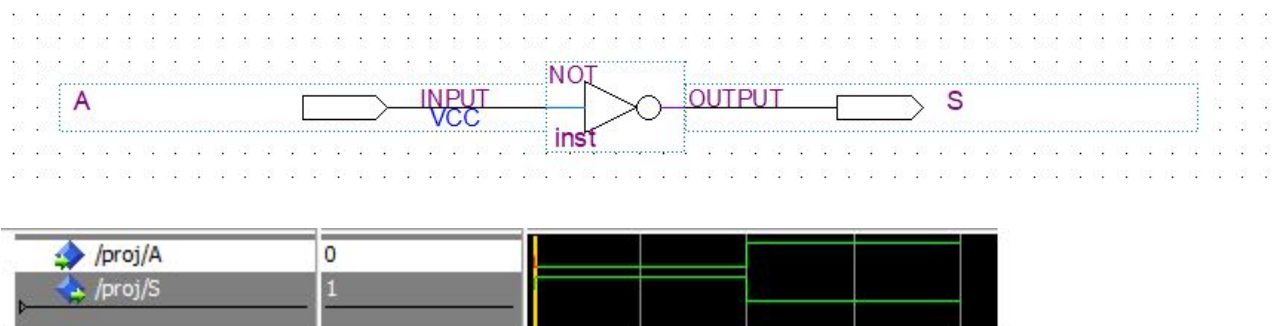 NOT
A INPUT OUTPUT S
VCC
inst
/proj/A 0
/proj/S 1